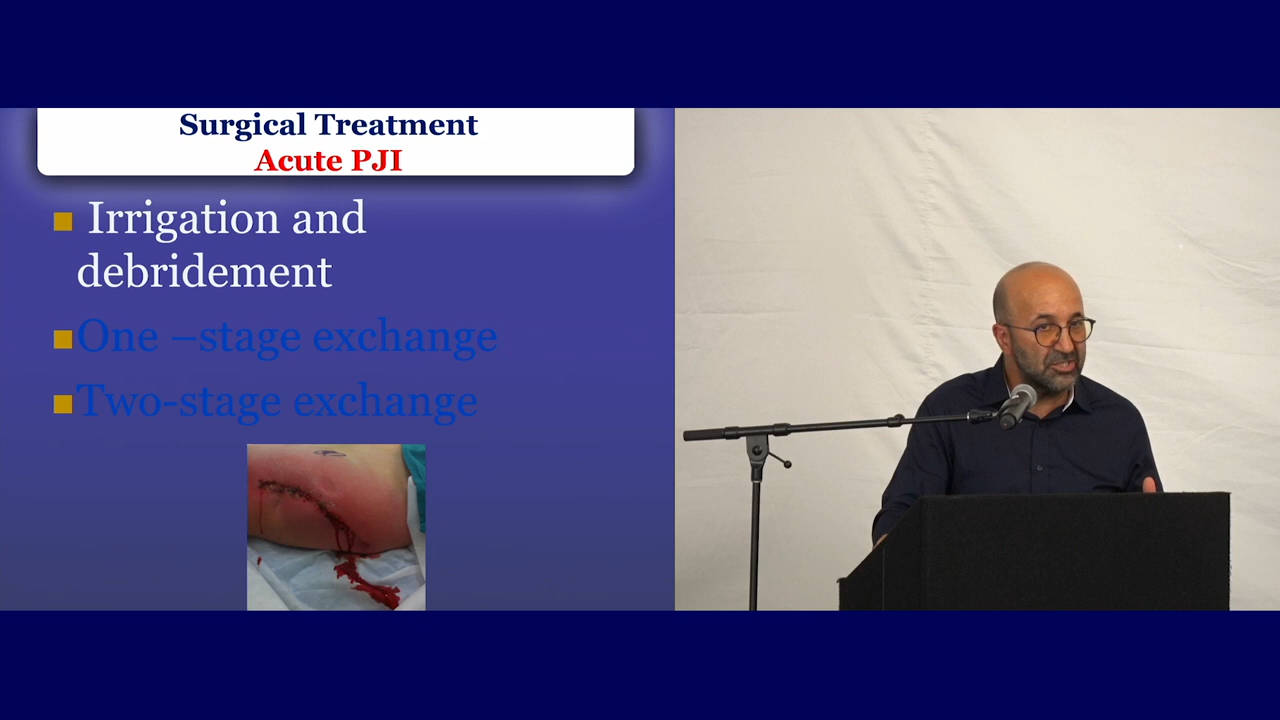 Surgical Treatment
Acute PJI
Irrigation and
debridement
One –stage exchange
Two-stage exchange